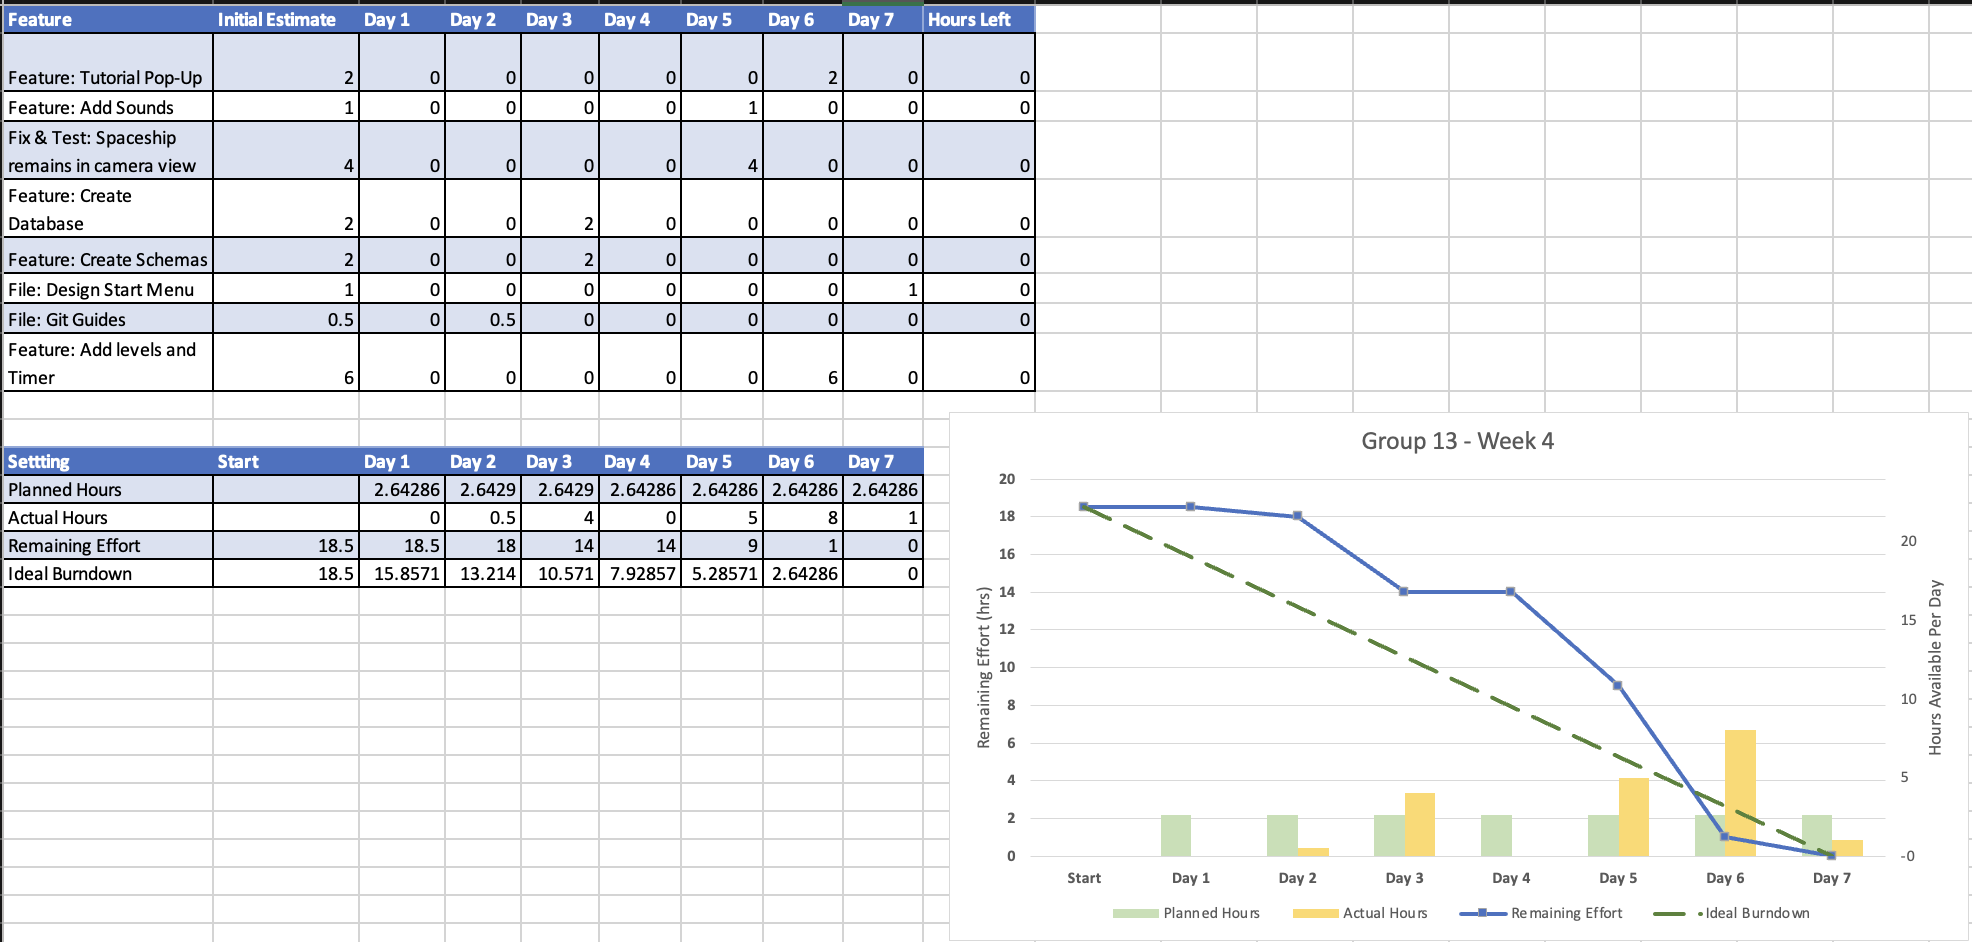 Feature Initial Estimate Day 1 Day 2 Day 3 Day 4 Day 5 Day 6 Day 7 Hours Left
Feature: Tutorial Pop-Up 2 0 0 0 0 0 2 0 0
Feature: Add Sounds 1 0 0 0 0 1 0 0 0
Fix & Test: Spaceship
remains in camera view 4 0 0 0 0 4 0 0 0
Feature: Create
Database 2 0 0 2 0 0 0 0 0
Feature: Create Schemas 2 0 0 2 0 0 0 0 0
File: Design Start Menu 1 0 0 0 0 0 0 1 0
File: Git Guides 0.5 0 0.5 0 0 0 0 0 0
Feature: Add levels and
Timer 6 0 0 0 0 0 6 0 0
Settting Start Day 1 Day 2 Day 3 Day 4 Day 5 Day 6 Day 7
Planned Hours 2.64286 2.6429 2.6429 2.64286 2.64286 2.64286 2.64286
Actual Hours 0 0.5 4 0 5 8 1
Remaining Effort 18.5 18.5 18 14 14 9 1 0
Ideal Burndown 18.5 15.8571 13.214 10.571 7.92857 5.28571 2.64286 0
Group 13 - Week 4
Remaining Effort (hrs)
20
18
16
14
12
10
8
6
4
2
0
20
15
10
5
-0
Hours Available Per Day
Start Day 1 Day 2 Day 3 Day 4 Day 5 Day 6 Day 7
Planned Hours Actual Hours Remaining Effort Ideal Burndown